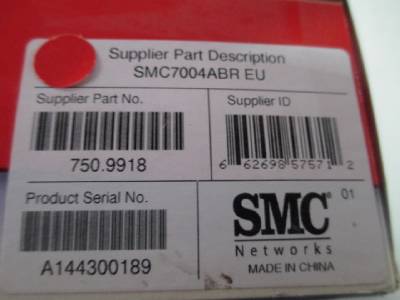 Supplier Part Description
SMC7004ABR EU
Supplier Part No.
750.9918
Supplier ID
6 62698 57571 2
Product Serial No.
A144300189
SMC
Networks
01
MADE IN CHINA